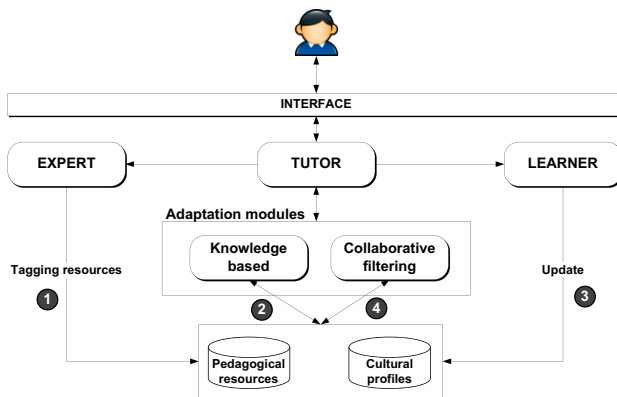 INTERFACE
EXPERT
TUTOR
LEARNER
Adaptation modules
Knowledge
based
Collaborative
filtering
Tagging resources
Update
1
2
4
3
Pedagogical
resources
Cultural
profiles